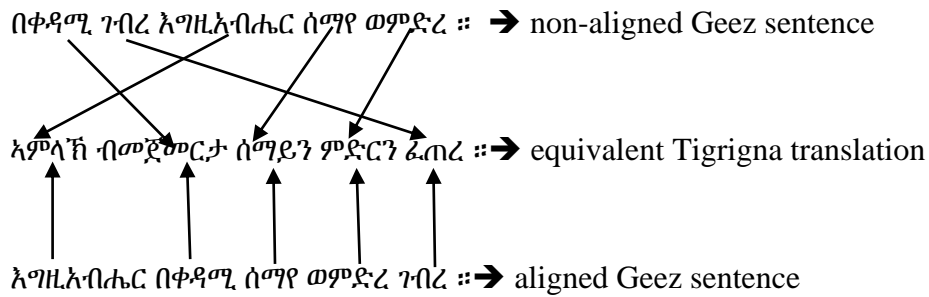 በቀዳሚ ገብረ እግዚአብሔር ሰማየ ወምድረ ። ➔ non-aligned Geez sentence
ኣምላኽ ብመጀመርታ ሰማይን ምድርን ፈጠረ ።➔ equivalent Tigrigna translation
እግዚአብሔር በቀዳሚ ሰማየ ወምድረ ገብረ ።➔ aligned Geez sentence